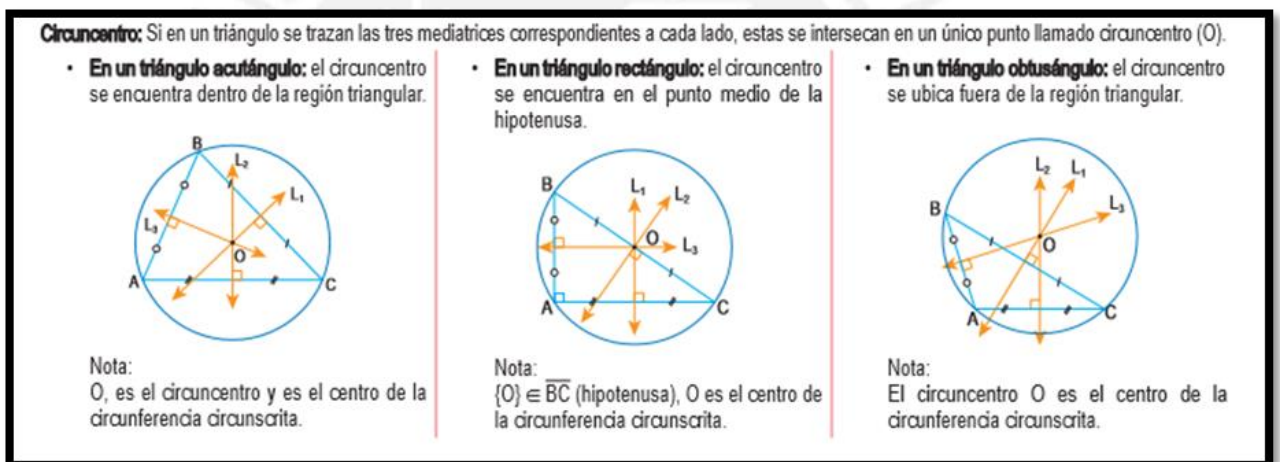 Circuncentro: Si en un triángulo se trazan las tres mediatrices correspondientes a cada lado, estas se intersecan en un único punto llamado circuncentro (O).
• En un triángulo acutángulo: el circuncentro
se encuentra dentro de la región triangular.
B
L₂
L₁
L₃
O
A
C
Nota:
O, es el circuncentro y es el centro de la
circunferencia circunscrita.
• En un triángulo rectángulo: el circuncentro
se encuentra en el punto medio de la
hipotenusa.
B
L₁
L₂
O
L₃
A
C
Nota:
{O} ∈ B̅C̅ (hipotenusa), O es el centro de
la circunferencia circunscrita.
• En un triángulo obtusángulo: el circuncentro
se ubica fuera de la región triangular.
L₂
L₁
L₃
B
O
A
C
Nota:
El circuncentro O es el centro de la
circunferencia circunscrita.